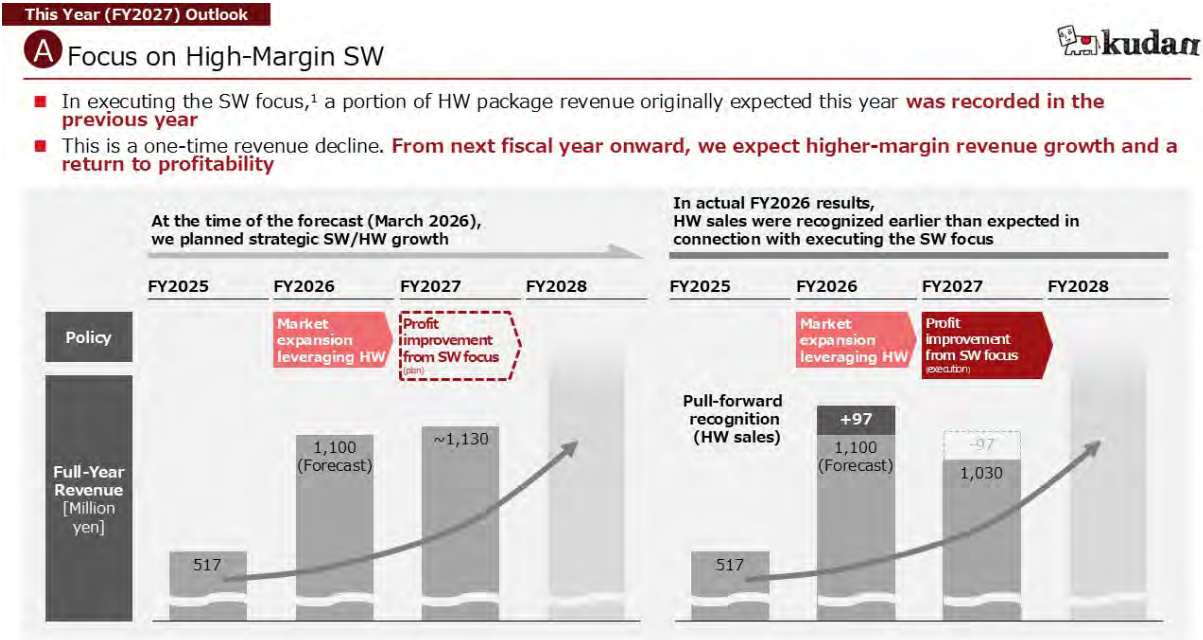 This Year (FY2027) Outlook
A Focus on High-Margin SW
kudan
■ In executing the SW focus,¹ a portion of HW package revenue originally expected this year was recorded in the
previous year
■ This is a one-time revenue decline. From next fiscal year onward, we expect higher-margin revenue growth and a
return to profitability
At the time of the forecast (March 2026),
we planned strategic SW/HW growth
FY2025 FY2026 FY2027 FY2028
Policy
Market
expansion
leveraging HW
Profit
improvement
from SW focus
(plan)
Full-Year
Revenue
[Million
yen]
517
1,100
(Forecast)
~1,130
In actual FY2026 results,
HW sales were recognized earlier than expected in
connection with executing the SW focus
FY2025 FY2026 FY2027 FY2028
Market
expansion
leveraging HW
Profit
improvement
from SW focus
(execution)
Pull-forward
recognition
(HW sales)
517
+97
1,100
(Forecast)
-97
1,030